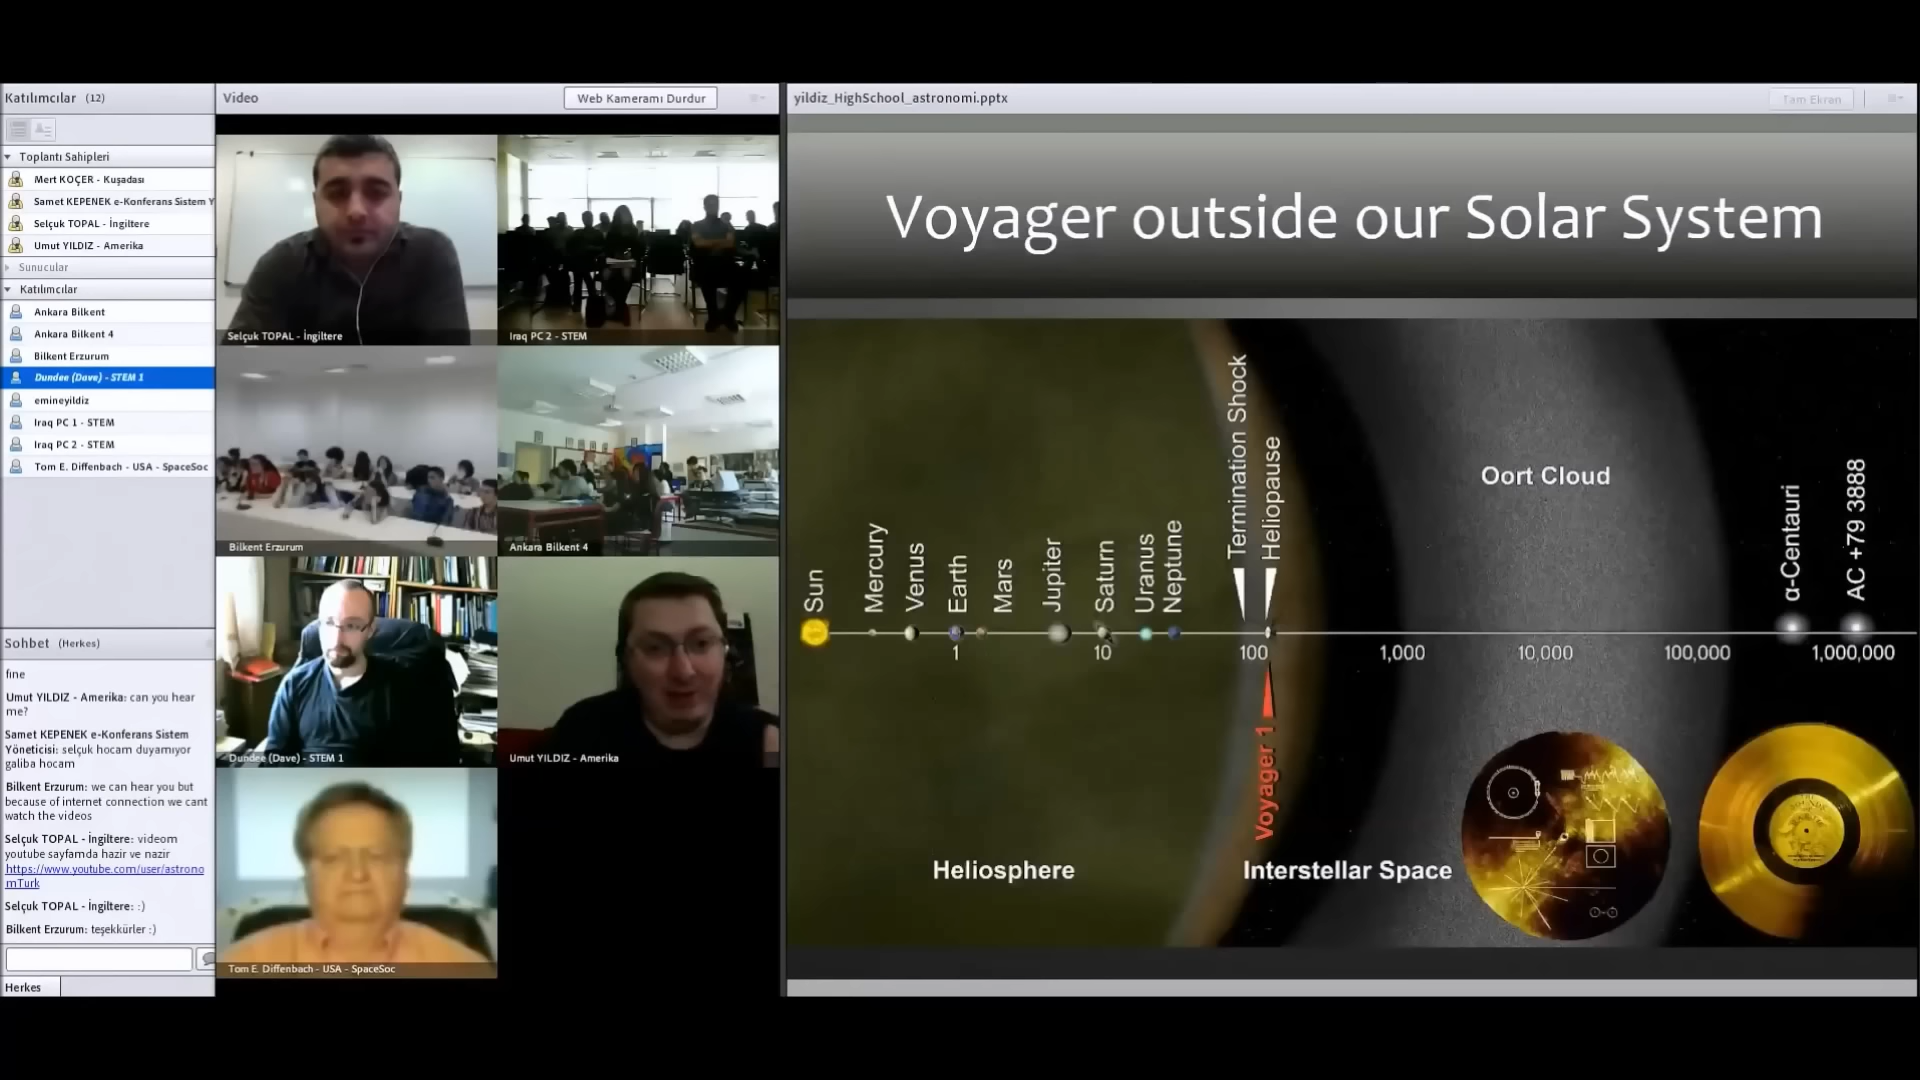 Katılımcılar (12)
Toplantı Sahipleri
Mert KOÇER - Kuşadası
Samet KEPENEK e-Konferans Sistem Y
Selçuk TOPAL - İngiltere
Umut YILDIZ - Amerika
Sunucular
Katılımcılar
Ankara Bilkent
Ankara Bilkent 4
Bilkent Erzurum
Dundee (Dave) - STEM 1
emineyildiz
Iraq PC 1 - STEM
Iraq PC 2 - STEM
Tom E. Diffenbach - USA - SpaceSoc
Sohbet (Herkes)
fine
Umut YILDIZ - Amerika: can you hear
me?
Samet KEPENEK e-Konferans Sistem
Yöneticisi: selçuk hocam duyamıyor
galiba hocam
Bilkent Erzurum: we can hear you but
because of internet connection we cant
watch the videos
Selçuk TOPAL - İngiltere: videom
youtube sayfamda hazir ve nazir
https://www.youtube.com/user/astrono
mTurk
Selçuk TOPAL - İngiltere: :)
Bilkent Erzurum: teşekkürler :)
Herkes
Video
Web Kameramı Durdur
Selçuk TOPAL - İngiltere
Iraq PC 2 - STEM
Bilkent Erzurum
Ankara Bilkent 4
Dundee (Dave) - STEM 1
Umut YILDIZ - Amerika
Tom E. Diffenbach - USA - SpaceSoc
yildiz_HighSchool_astronomi.pptx
Tam Ekran
Voyager outside our Solar System
Sun
Mercury
Venus
Earth
Mars
Jupiter
Saturn
Uranus
Neptune
Termination Shock
Heliopause
Oort Cloud
α-Centauri
AC +79 3888
1
10
100
1,000
10,000
100,000
1,000,000
Voyager 1
Heliosphere
Interstellar Space